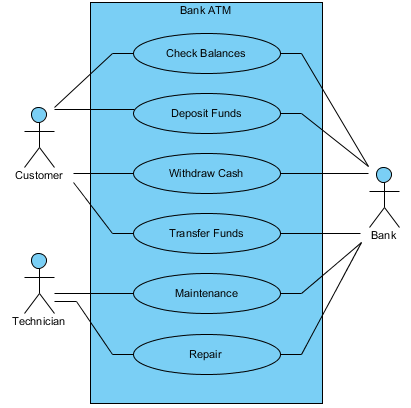 Bank ATM
Check Balances
Deposit Funds
Customer
Withdraw Cash
Bank
Transfer Funds
Technician
Maintenance
Repair